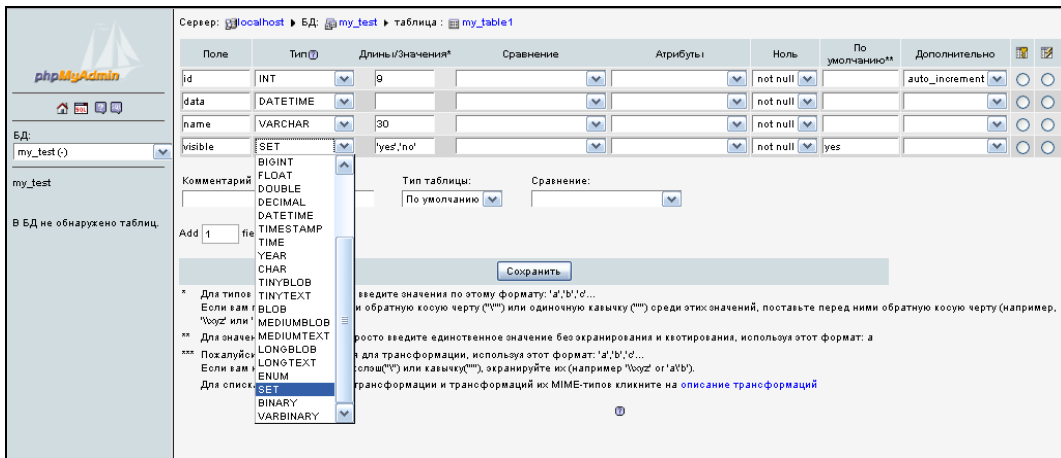 phpMyAdmin
БД:
my_test (-)
my_test
В БД не обнаружено таблиц.
Сервер: localhost ▶ БД: my_test ▶ таблица : my_table1
Поле Тип Длины/Значения* Сравнение Атрибуты Ноль По умолчанию** Дополнительно
id INT 9 not null auto_increment
data DATETIME not null
name VARCHAR 30 not null
visible SET 'yes','no' not null yes
BIGINT
FLOAT
DOUBLE
DECIMAL
DATETIME
TIMESTAMP
TIME
YEAR
CHAR
TINYBLOB
TINYTEXT
BLOB
MEDIUMBLOB
MEDIUMTEXT
LONGBLOB
LONGTEXT
ENUM
SET
BINARY
VARBINARY
Комментарий Тип таблицы: Сравнение:
По умолчанию
Add 1 fie
Сохранить
* Для типов введите значения по этому формату: 'a','b','c'...
Если вам обратную косую черту ("\") или одиночную кавычку ("'") среди этих значений, поставьте перед ними обратную косую черту (например,
'\\xyz' или '
** Для значен росто введите единственное значение без экранирования и квотирования, используя этот формат: a
*** Пожалуйс для трансформации, используя этот формат: 'a','b','c'...
Если вам кслэш("\") или кавычку("'"), экранируйте их (например '\\xyz' or 'a\'b').
Для списк трансформации и трансформаций их MIME-типов кликните на описание трансформаций